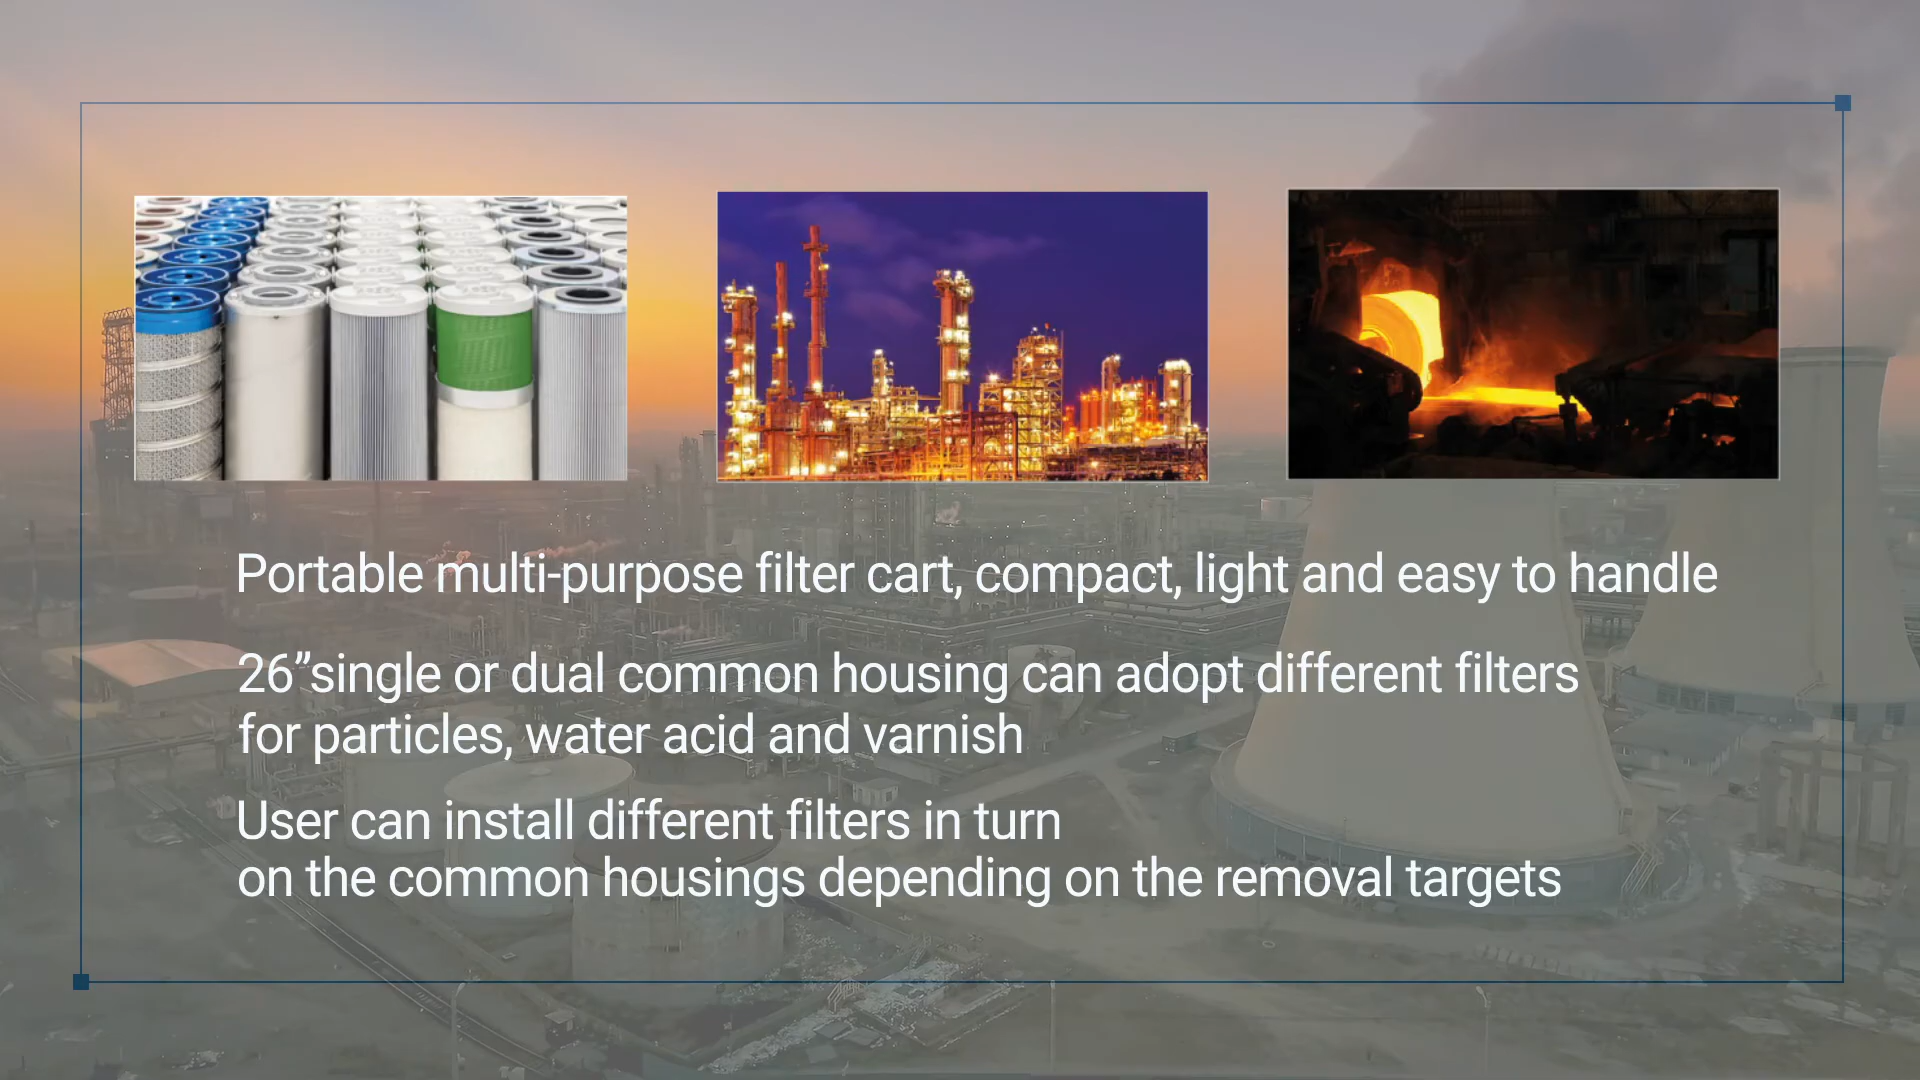 Portable multi-purpose filter cart, compact, light and easy to handle
26”single or dual common housing can adopt different filters
for particles, water acid and varnish
User can install different filters in turn
on the common housings depending on the removal targets